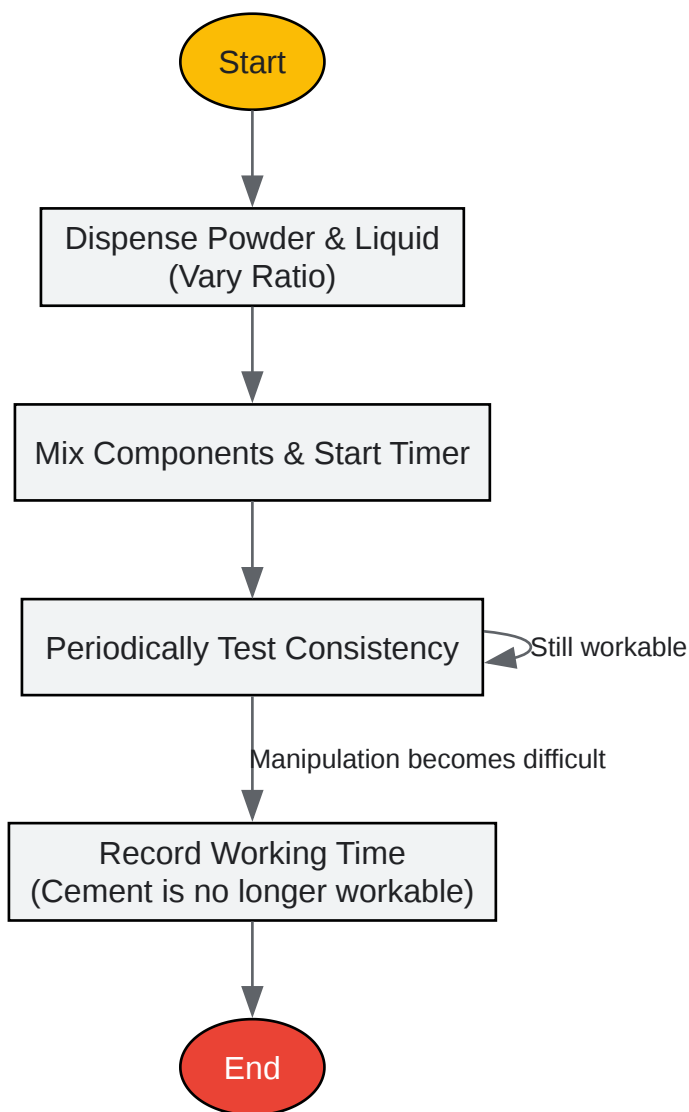 Start
Dispense Powder & Liquid
(Vary Ratio)
Mix Components & Start Timer
Periodically Test Consistency
Still workable
Manipulation becomes difficult
Record Working Time
(Cement is no longer workable)
End